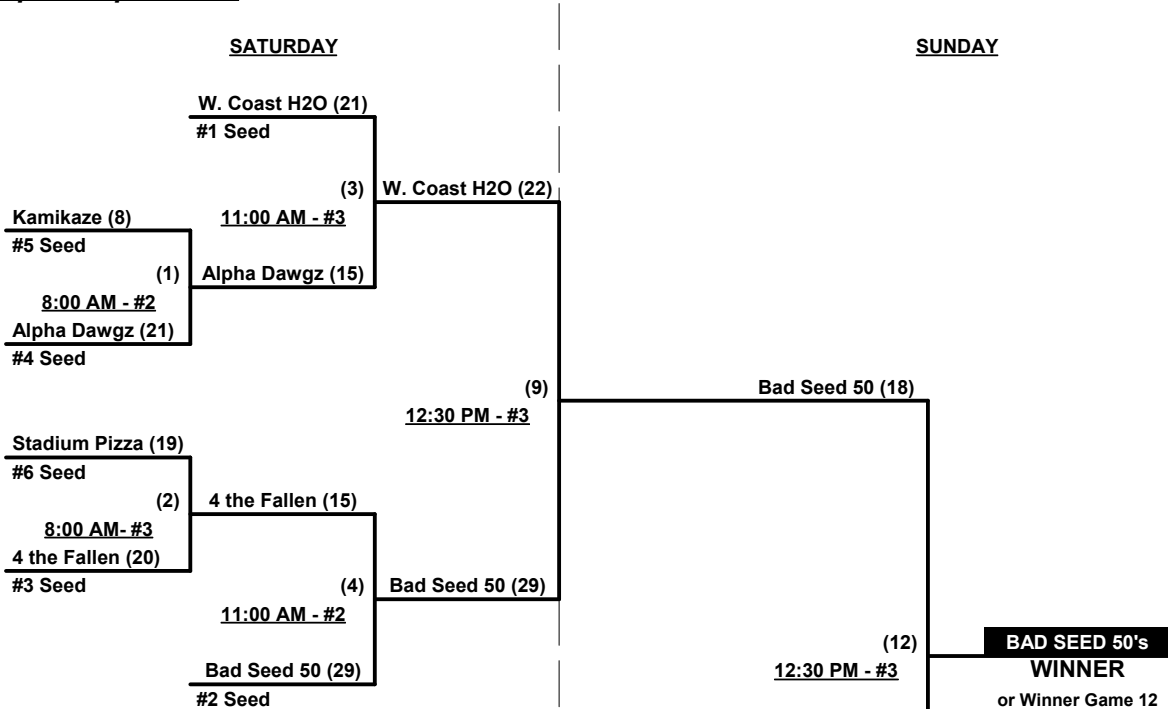 SATURDAY
SUNDAY
W. Coast H2O (21)
#1 Seed
(3)
W. Coast H2O (22)
Kamikaze (8)
11:00 AM - #3
#5 Seed
(1)
Alpha Dawgz (15)
8:00 AM - #2
Alpha Dawgz (21)
#4 Seed
(9)
Bad Seed 50 (18)
12:30 PM - #3
Stadium Pizza (19)
#6 Seed
(2)
4 the Fallen (15)
8:00 AM- #3
4 the Fallen (20)
#3 Seed
(4)
Bad Seed 50 (29)
11:00 AM - #2
(12)
BAD SEED 50's
Bad Seed 50 (29)
12:30 PM - #3
WINNER
#2 Seed
or Winner Game 12